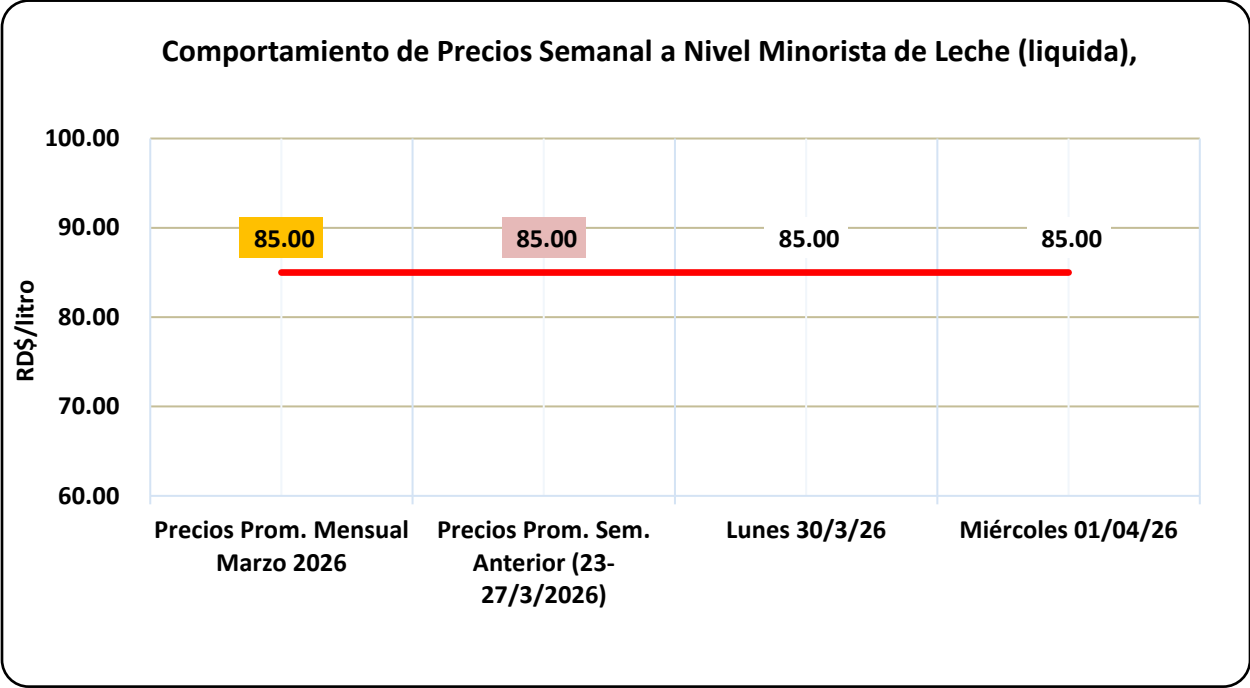 Comportamiento de Precios Semanal a Nivel Minorista de Leche (liquida),
100.00
90.00
80.00
70.00
60.00
RD$/litro
85.00
85.00
85.00
85.00
Precios Prom. Mensual
Marzo 2026
Precios Prom. Sem.
Anterior (23-
27/3/2026)
Lunes 30/3/26
Miércoles 01/04/26